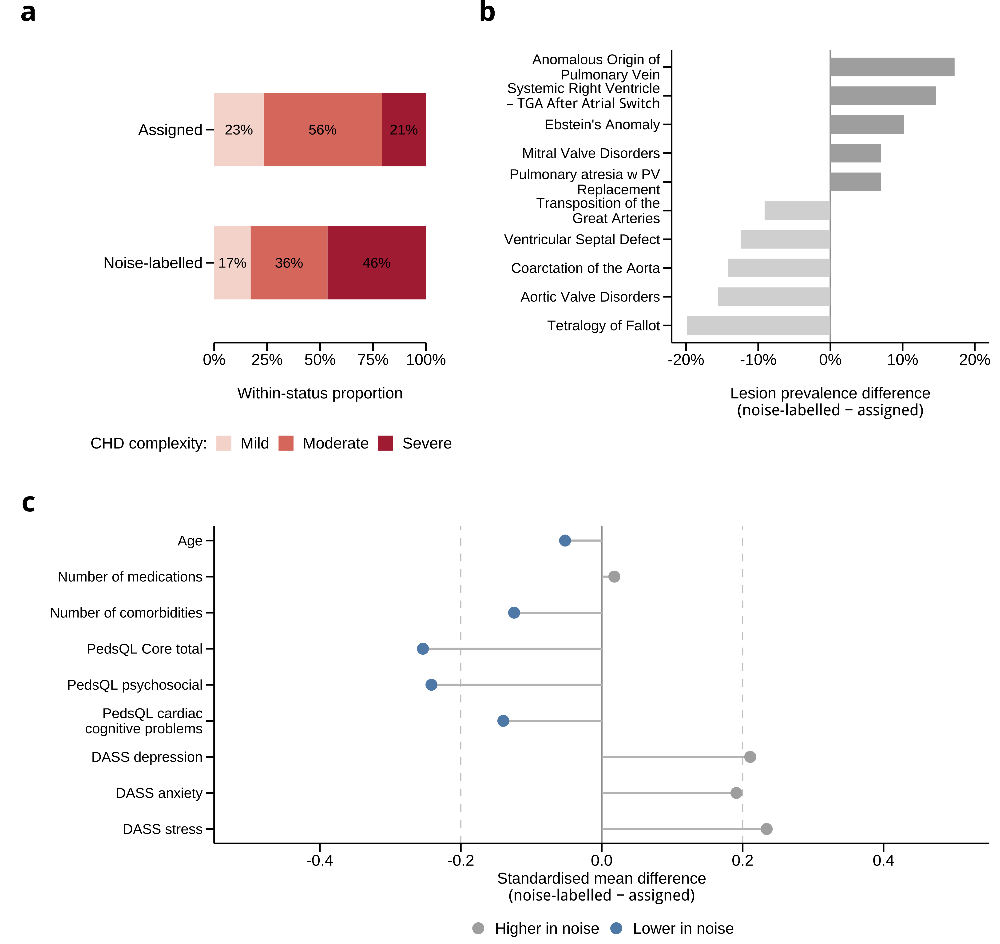 a
Assigned
23%
56%
21%
Noise-labelled
17%
36%
46%
0%
25%
50%
75%
100%
Within-status proportion
CHD complexity:
Mild
Moderate
Severe
b
Anomalous Origin of
Pulmonary Vein
Systemic Right Ventricle
– TGA After Atrial Switch
Ebstein's Anomaly
Mitral Valve Disorders
Pulmonary atresia w PV
Replacement
Transposition of the
Great Arteries
Ventricular Septal Defect
Coarctation of the Aorta
Aortic Valve Disorders
Tetralogy of Fallot
-20%
-10%
0%
10%
20%
Lesion prevalence difference
(noise-labelled − assigned)
c
Age
Number of medications
Number of comorbidities
PedsQL Core total
PedsQL psychosocial
PedsQL cardiac
cognitive problems
DASS depression
DASS anxiety
DASS stress
-0.4
-0.2
0.0
0.2
0.4
Standardised mean difference
(noise-labelled − assigned)
Higher in noise
Lower in noise